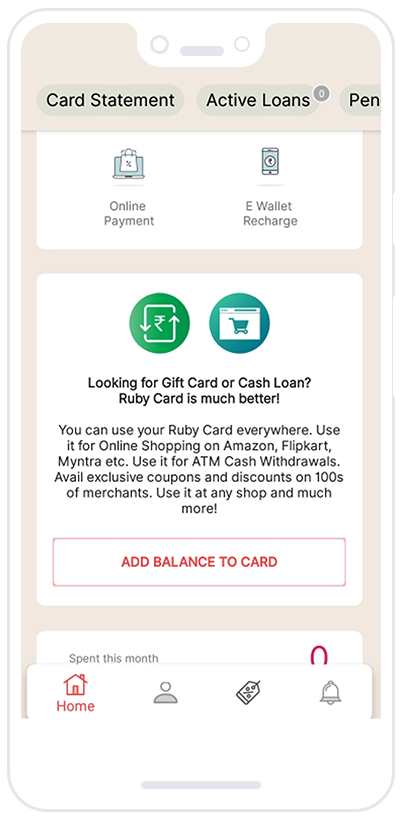 Card Statement
Active Loans
0
Pen
%
₹
Online
Payment
E Wallet
Recharge
₹
Looking for Gift Card or Cash Loan?
Ruby Card is much better!
You can use your Ruby Card everywhere. Use
it for Online Shopping on Amazon, Flipkart,
Myntra etc. Use it for ATM Cash Withdrawals.
Avail exclusive coupons and discounts on 100s
of merchants. Use it at any shop and much
more!
ADD BALANCE TO CARD
Spent this month
0
Home